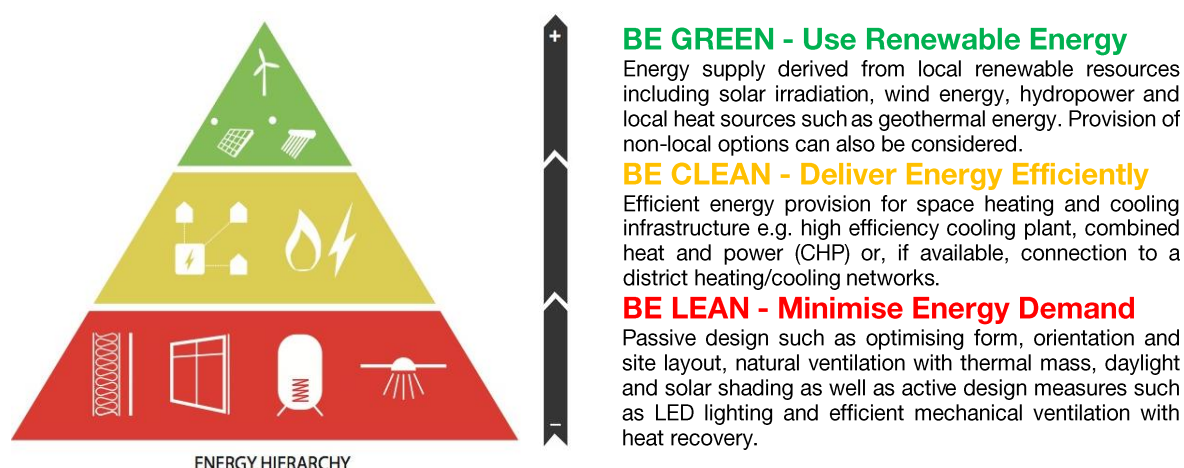 BE GREEN - Use Renewable Energy
Energy supply derived from local renewable resources
including solar irradiation, wind energy, hydropower and
local heat sources such as geothermal energy. Provision of
non-local options can also be considered.
BE CLEAN - Deliver Energy Efficiently
Efficient energy provision for space heating and cooling
infrastructure e.g. high efficiency cooling plant, combined
heat and power (CHP) or, if available, connection to a
district heating/cooling networks.
BE LEAN - Minimise Energy Demand
Passive design such as optimising form, orientation and
site layout, natural ventilation with thermal mass, daylight
and solar shading as well as active design measures such
as LED lighting and efficient mechanical ventilation with
heat recovery.
+
–
ENERGY HIERARCHY